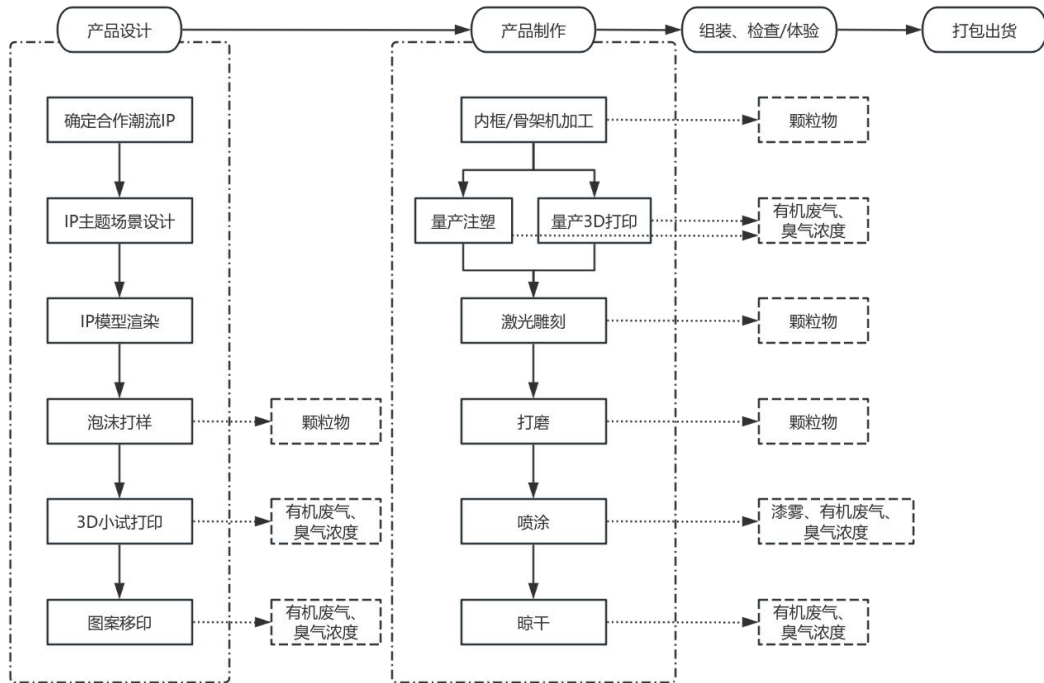 产品设计
产品制作
组装、检查/体验
打包出货
确定合作潮流IP
IP主题场景设计
IP模型渲染
泡沫打样
颗粒物
3D小试打印
有机废气、
臭气浓度
图案移印
有机废气、
臭气浓度
内框/骨架机加工
颗粒物
量产注塑
量产3D打印
有机废气、
臭气浓度
激光雕刻
颗粒物
打磨
颗粒物
喷涂
漆雾、有机废气、
臭气浓度
晾干
有机废气、
臭气浓度